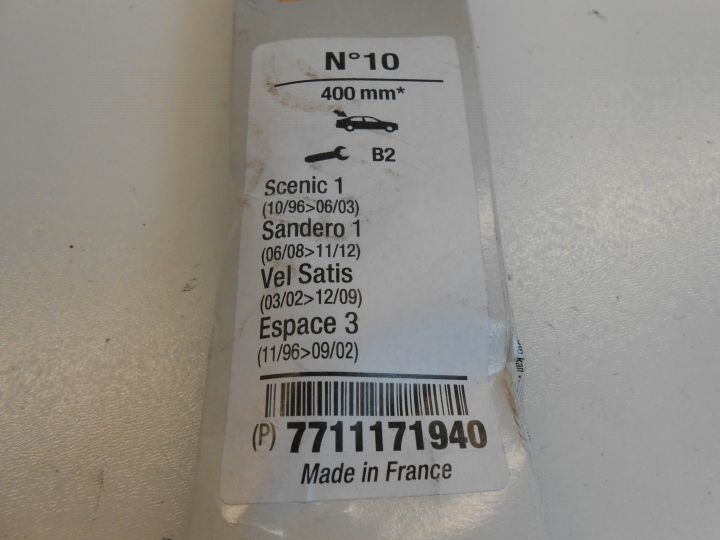 N°10
400 mm*
B2
Scenic 1
(10/96>06/03)
Sandero 1
(06/08>11/12)
Vel Satis
(03/02>12/09)
Espace 3
(11/96>09/02)
(P) 7711171940
Made in France